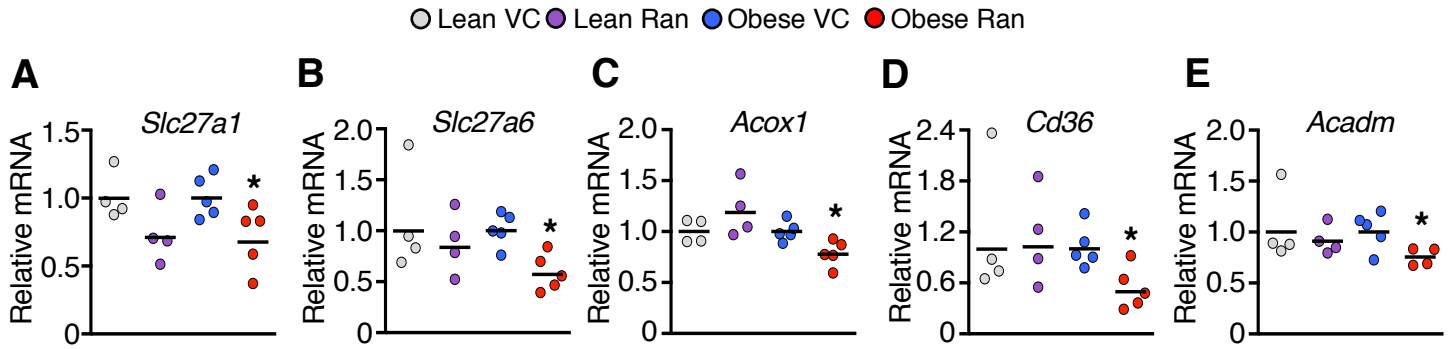 Lean VC Lean Ran Obese VC Obese Ran
A
Slc27a1
Relative mRNA
1.5
1.0
0.5
0
*
B
Slc27a6
Relative mRNA
2.0
1.5
1.0
0.5
0
*
C
Acox1
Relative mRNA
2.0
1.5
1.0
0.5
0
*
D
Cd36
Relative mRNA
2.4
1.8
1.2
0.6
0
*
E
Acadm
Relative mRNA
2.0
1.5
1.0
0.5
0
*